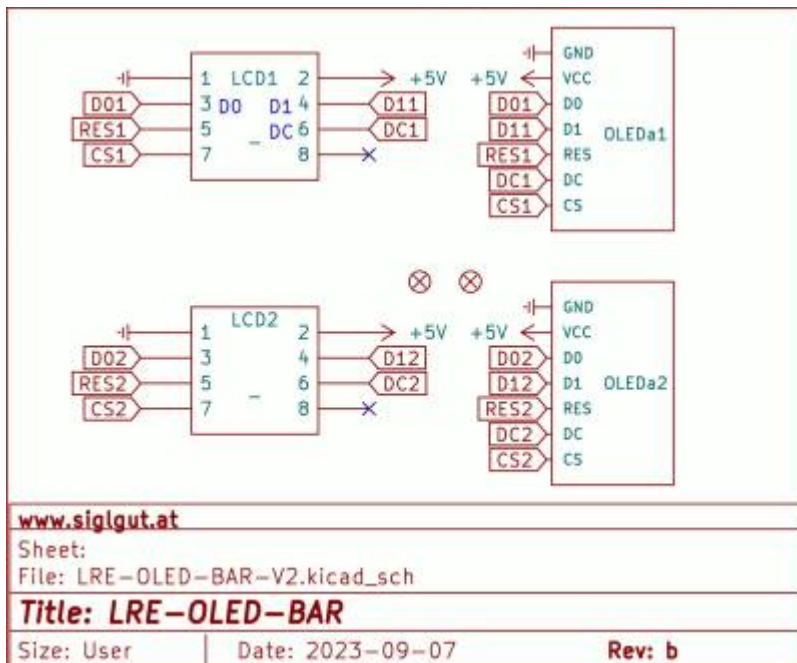 GND
1 LCD1 2 +5V +5V VCC
D01 3 D0 D1 4 D11 D01 D0
RES1 5 DC 6 DC1 D11 D1 OLEDa1
CS1 7 _ 8 RES1 RES
DC1 DC
CS1 CS
GND
1 LCD2 2 +5V +5V VCC
D02 3 4 D12 D02 D0
RES2 5 6 DC2 D12 D1 OLEDa2
CS2 7 _ 8 RES2 RES
DC2 DC
CS2 CS
www.siglgut.at
Sheet:
File: LRE-OLED-BAR-V2.kicad_sch
Title: LRE-OLED-BAR
Size: User Date: 2023-09-07 Rev: b